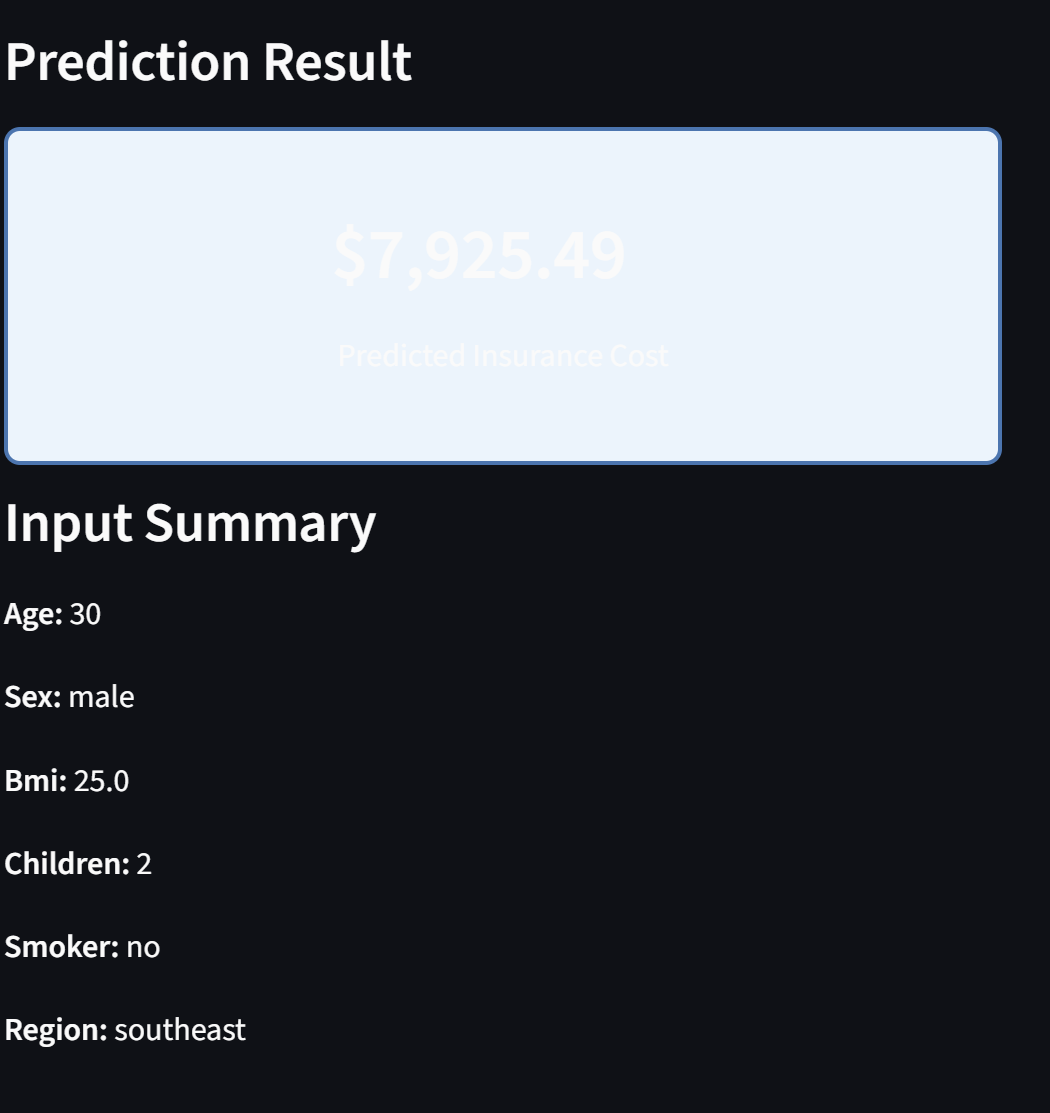 Prediction Result
$7,925.49
Predicted Insurance Cost
Input Summary
Age: 30
Sex: male
Bmi: 25.0
Children: 2
Smoker: no
Region: southeast